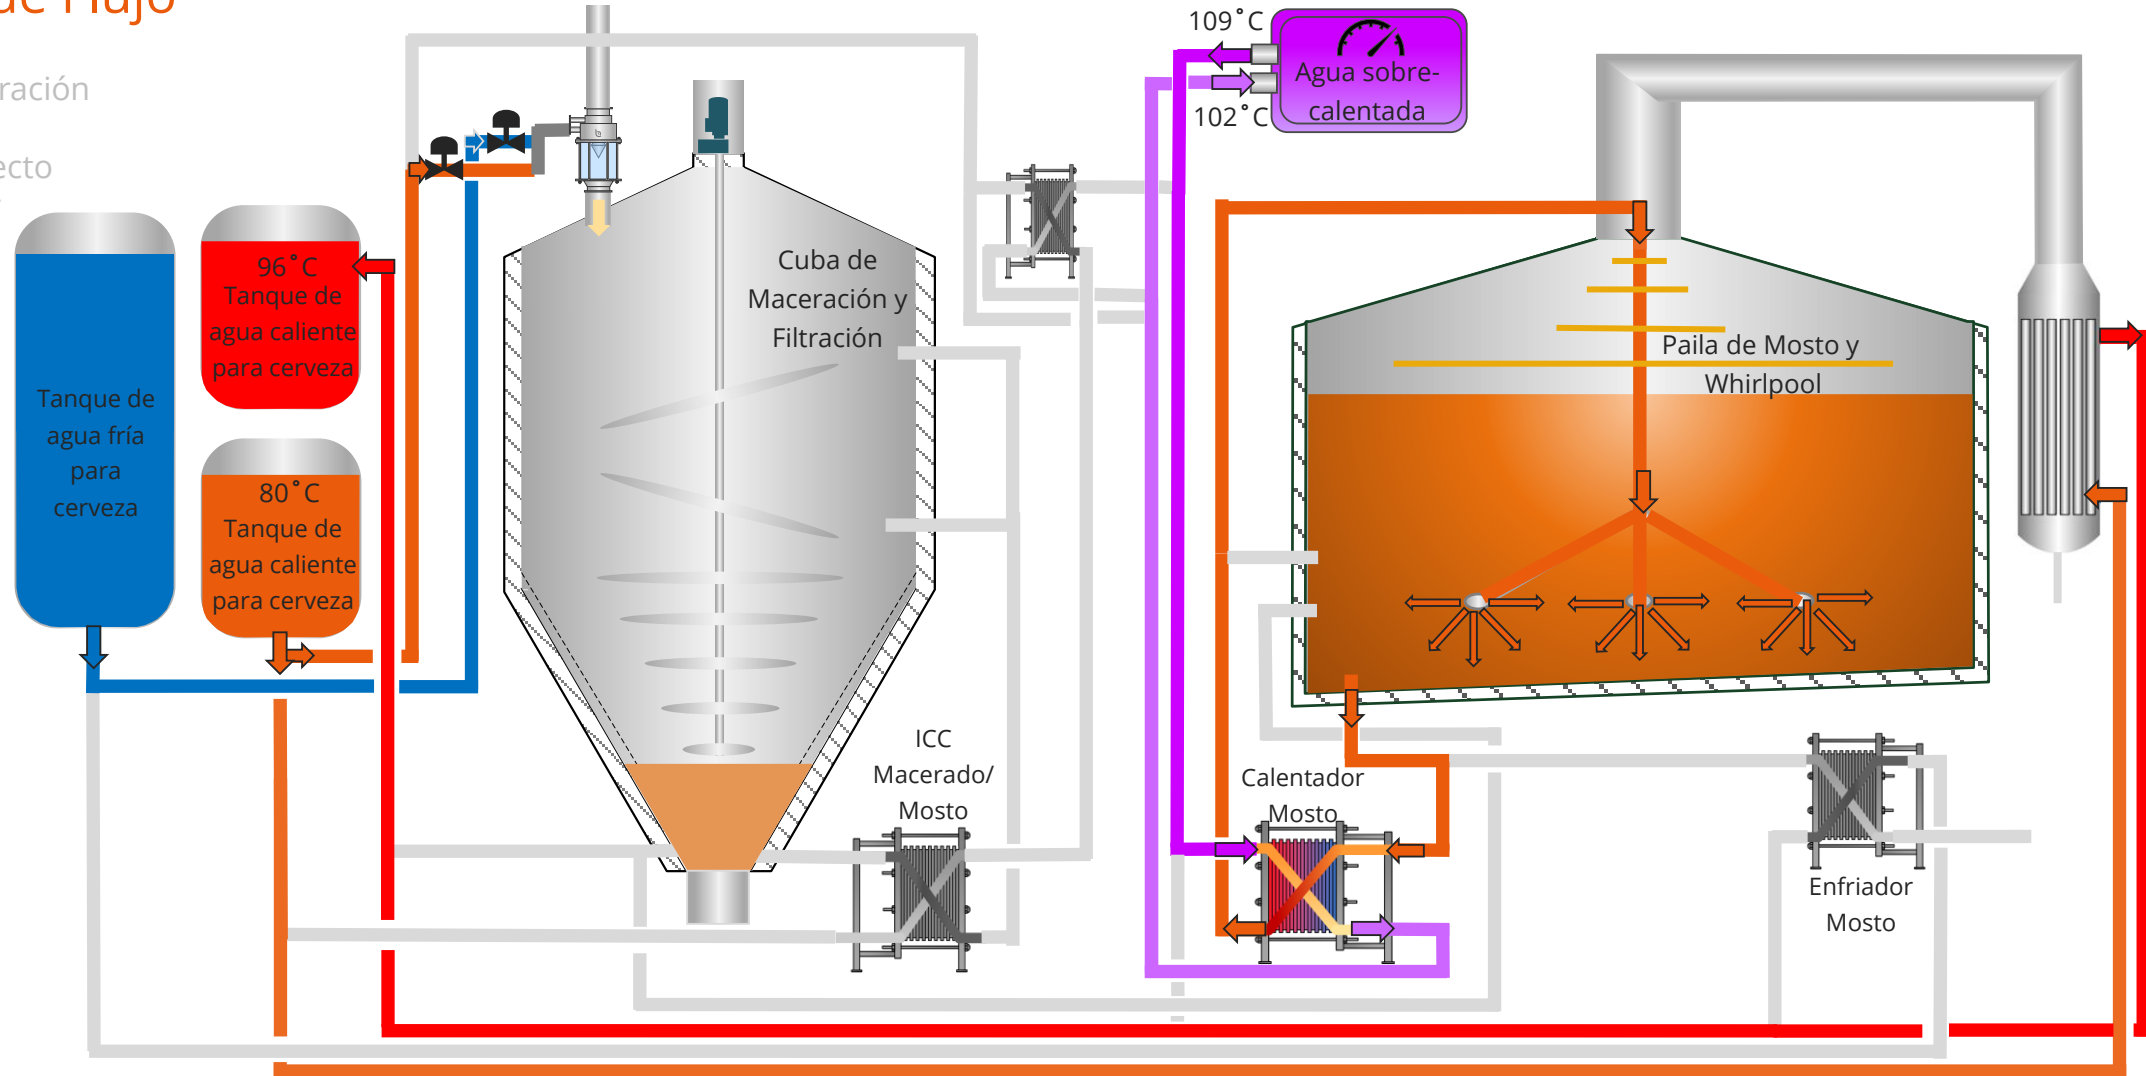 de Flujo
ración
ecto
109˚C
102˚C
Agua sobre-
calentada
96˚C
Tanque de
agua caliente
para cerveza
Tanque de
agua fría
para
cerveza
80˚C
Tanque de
agua caliente
para cerveza
Cuba de
Maceración y
Filtración
Paila de Mosto y
Whirlpool
ICC
Macerado/
Mosto
Calentador
Mosto
Enfriador
Mosto